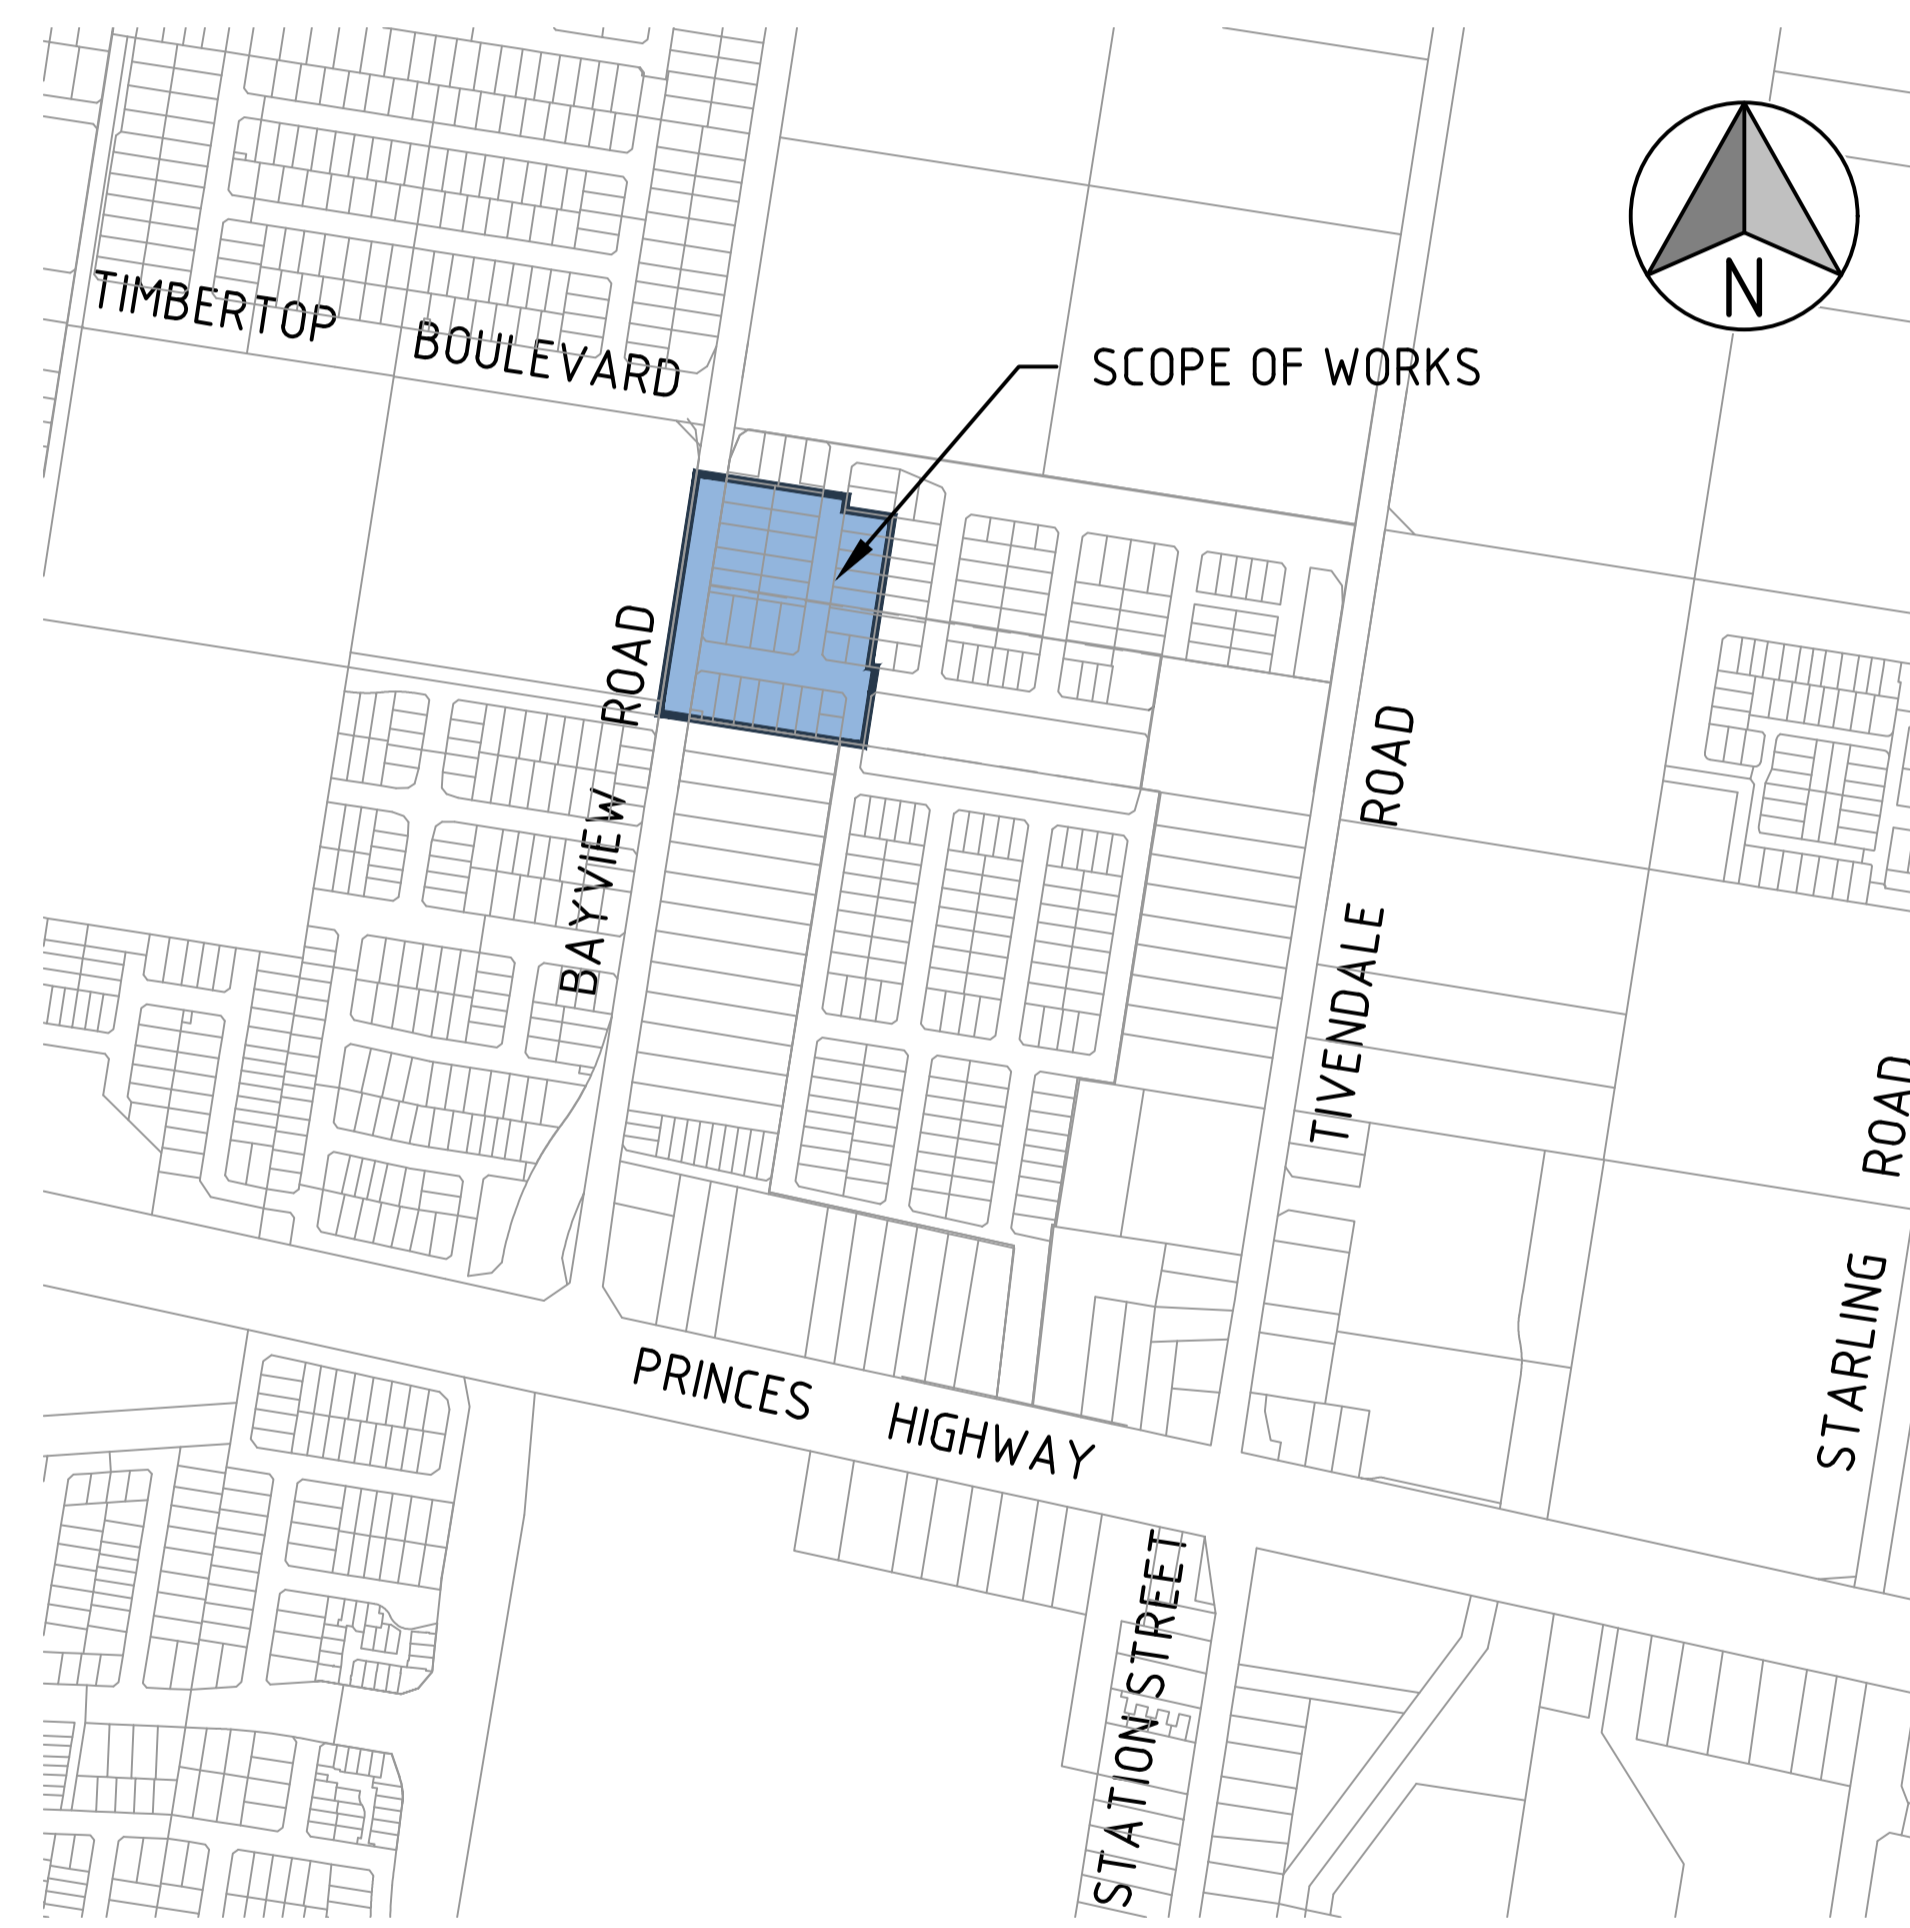 N
TIMBERTOP BOULEVARD
SCOPE OF WORKS
BAYVIEW ROAD
TIVENDALE ROAD
STARLING ROAD
PRINCES HIGHWAY
STATION STREET